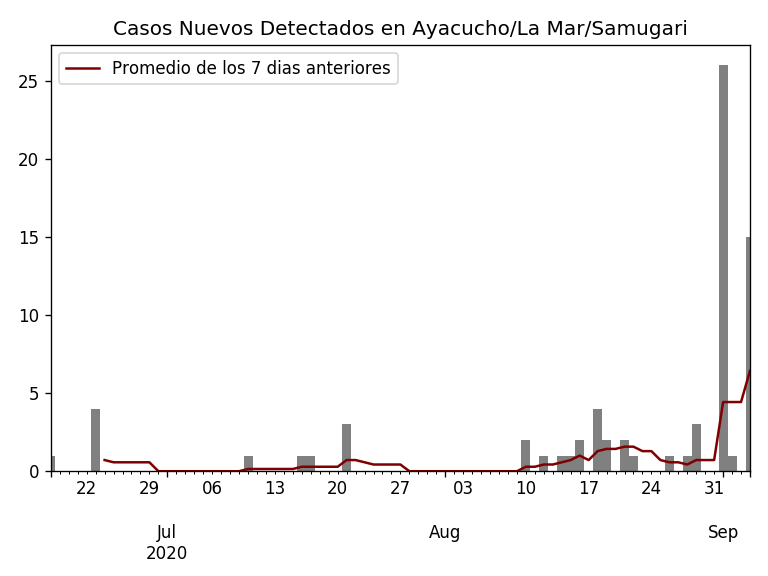 Casos Nuevos Detectados en Ayacucho/La Mar/Samugari
Promedio de los 7 dias anteriores
25
20
15
10
5
0
22 29 06 13 20 27 03 10 17 24 31
Jul Aug Sep
2020